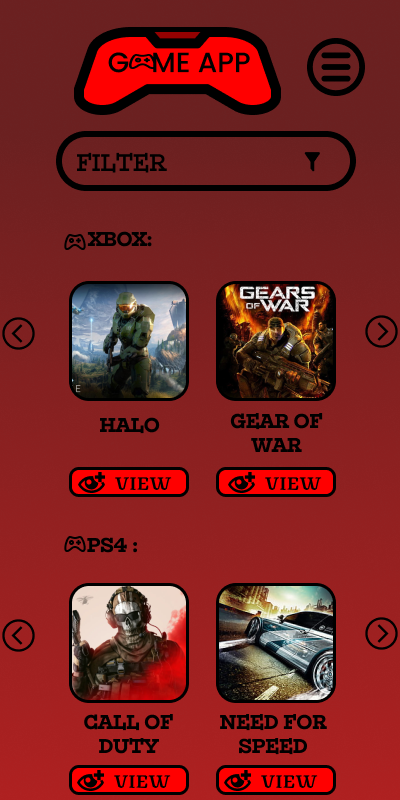 GAME APP
FILTER
XBOX:
GEARS
OF WAR
E
HALO
GEAR OF
WAR
VIEW
VIEW
PS4 :
CALL OF
DUTY
NEED FOR
SPEED
VIEW
VIEW